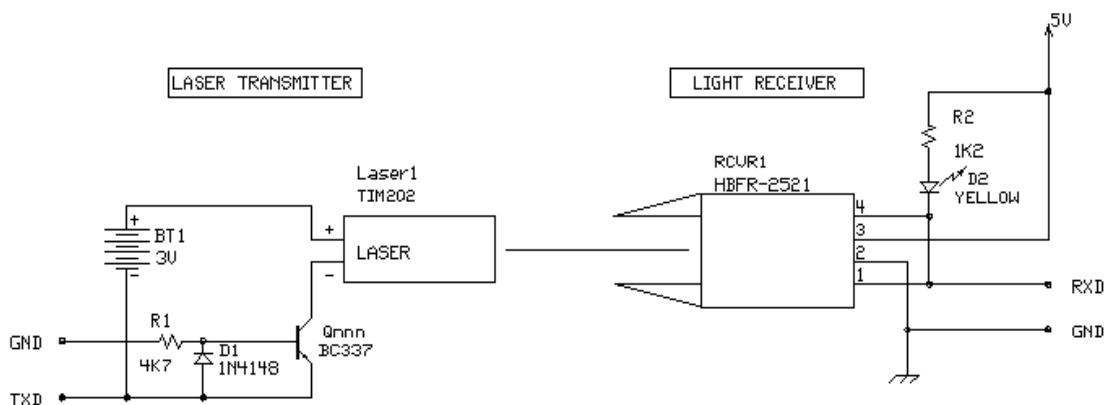 5V
LASER TRANSMITTER
LIGHT RECEIVER
R2
1K2
D2
YELLOW
Laser1
TIM202
RCVR1
HBFR-2521
+
BT1
3V
-
+
LASER
-
4
3
2
1
RXD
GND
R1
4K7
D1
1N4148
Qnnn
BC337
GND
TXD